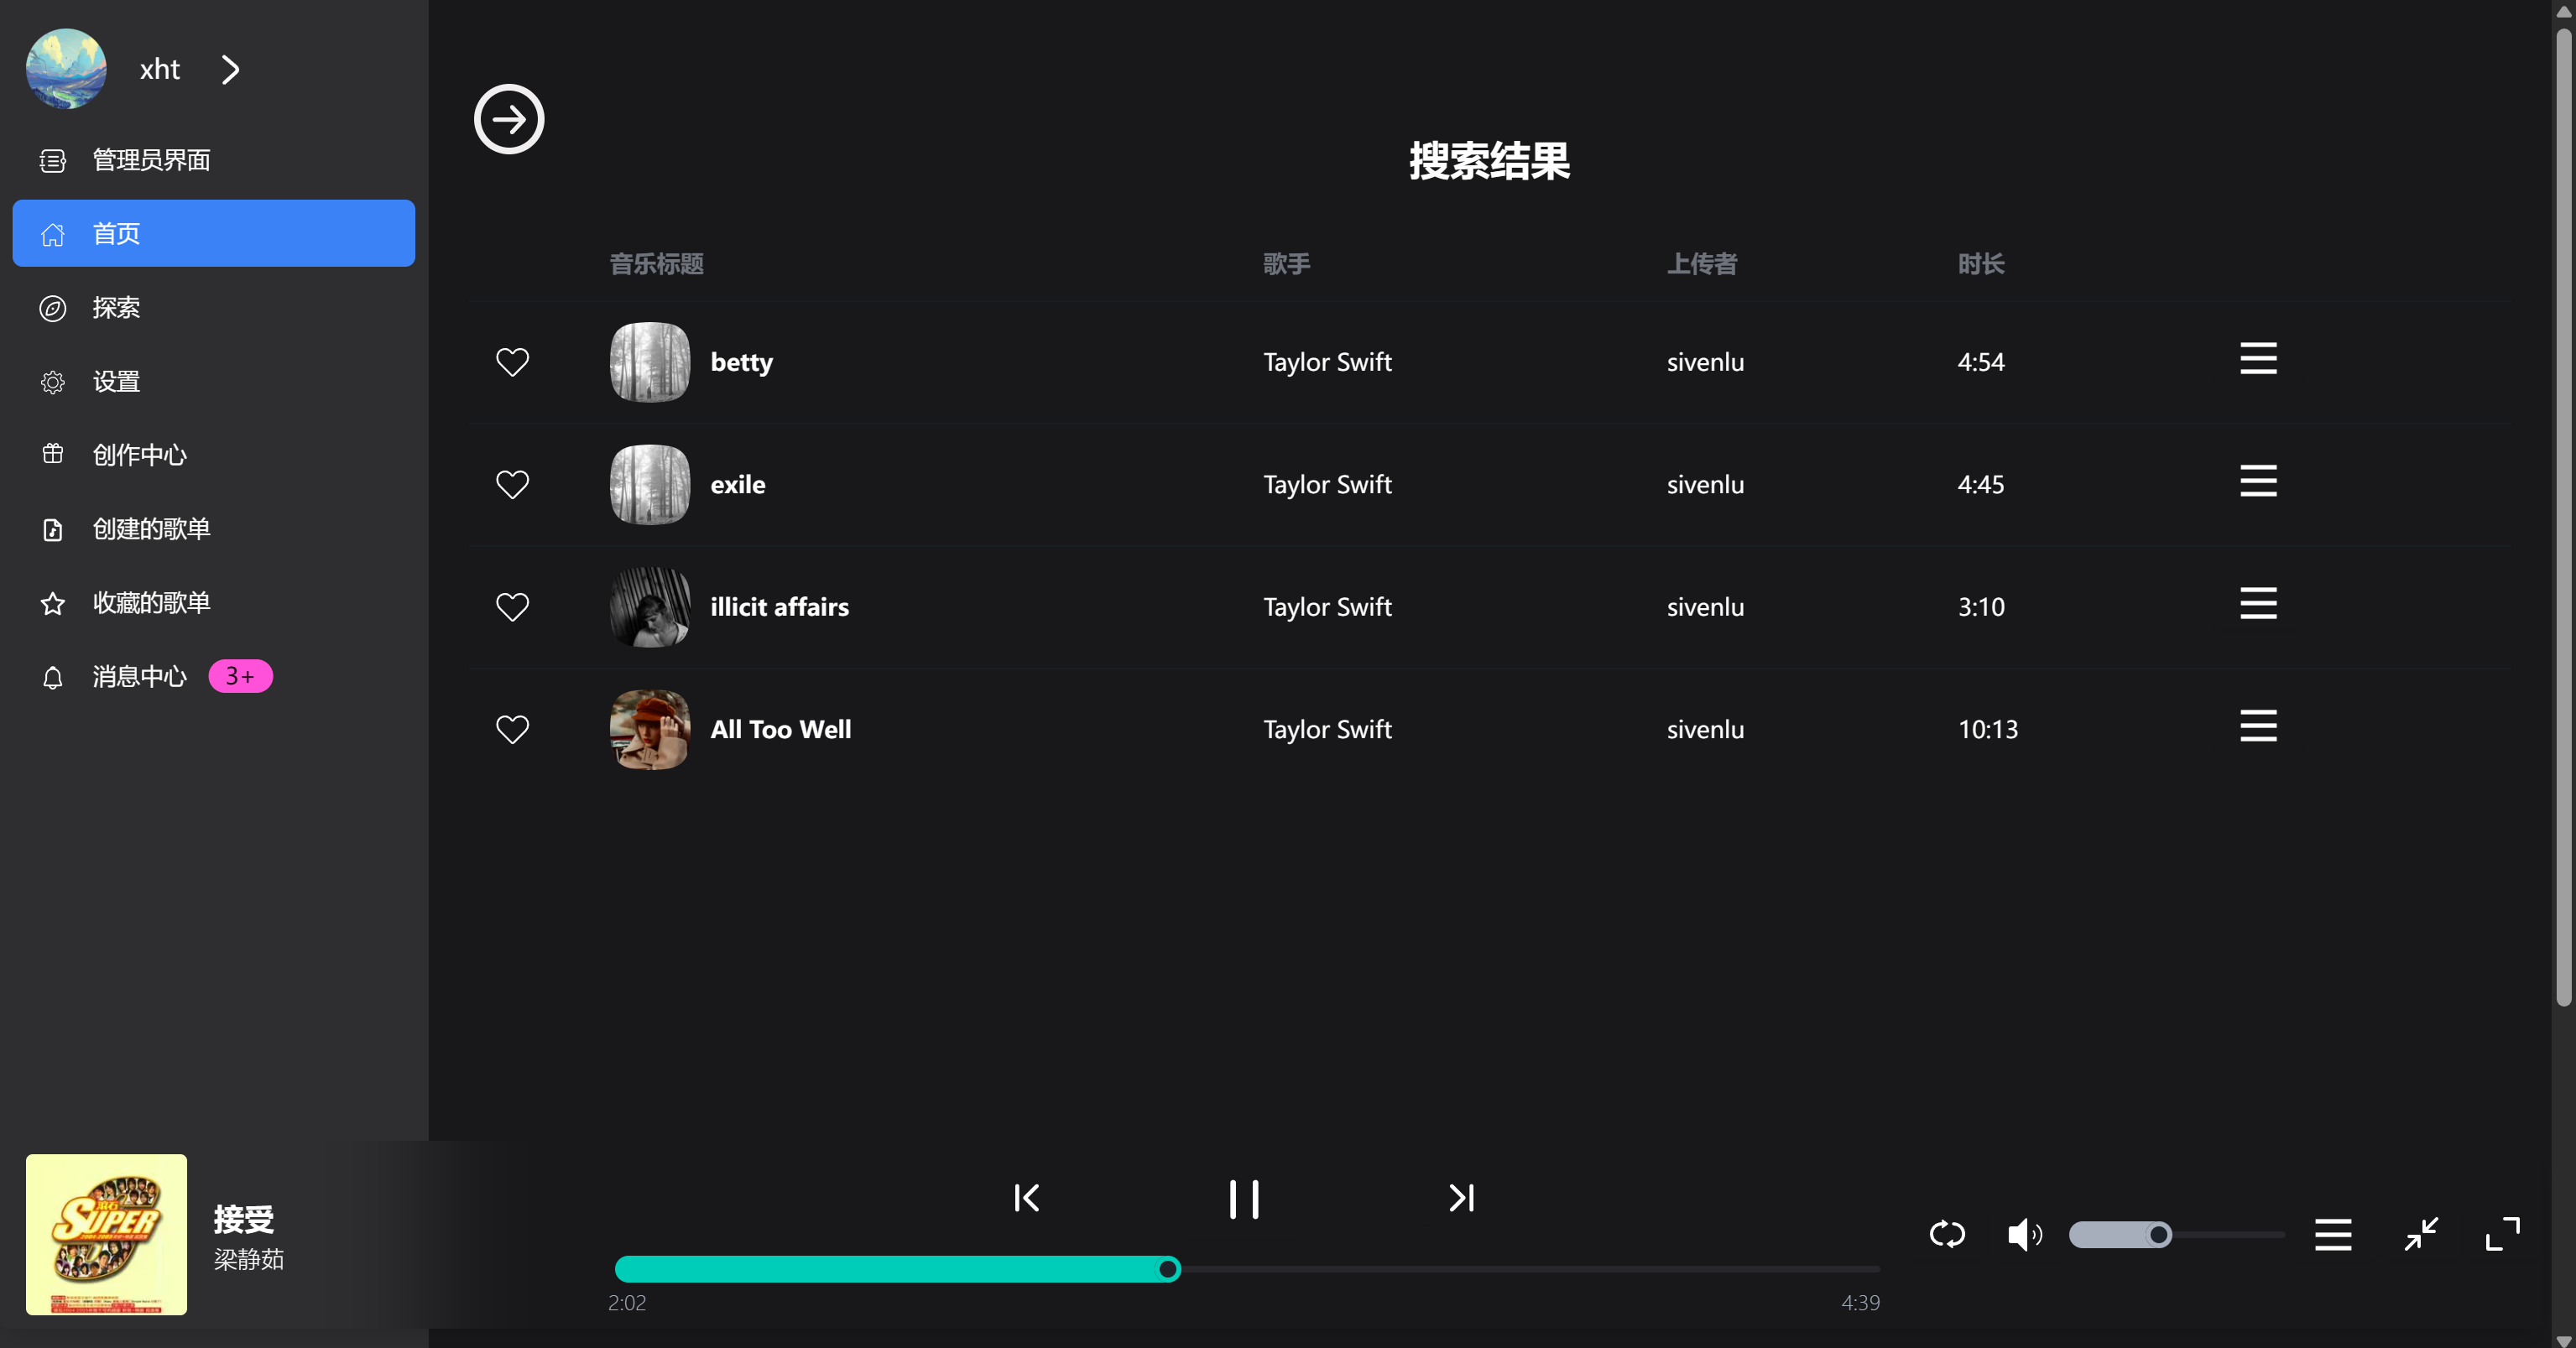 xht
管理员界面
首页
探索
设置
创作中心
创建的歌单
收藏的歌单
消息中心 3+
搜索结果
音乐标题 歌手 上传者 时长
betty Taylor Swift sivenlu 4:54
exile Taylor Swift sivenlu 4:45
illicit affairs Taylor Swift sivenlu 3:10
All Too Well Taylor Swift sivenlu 10:13
SUPER
接受
梁静茹
2:02 4:39